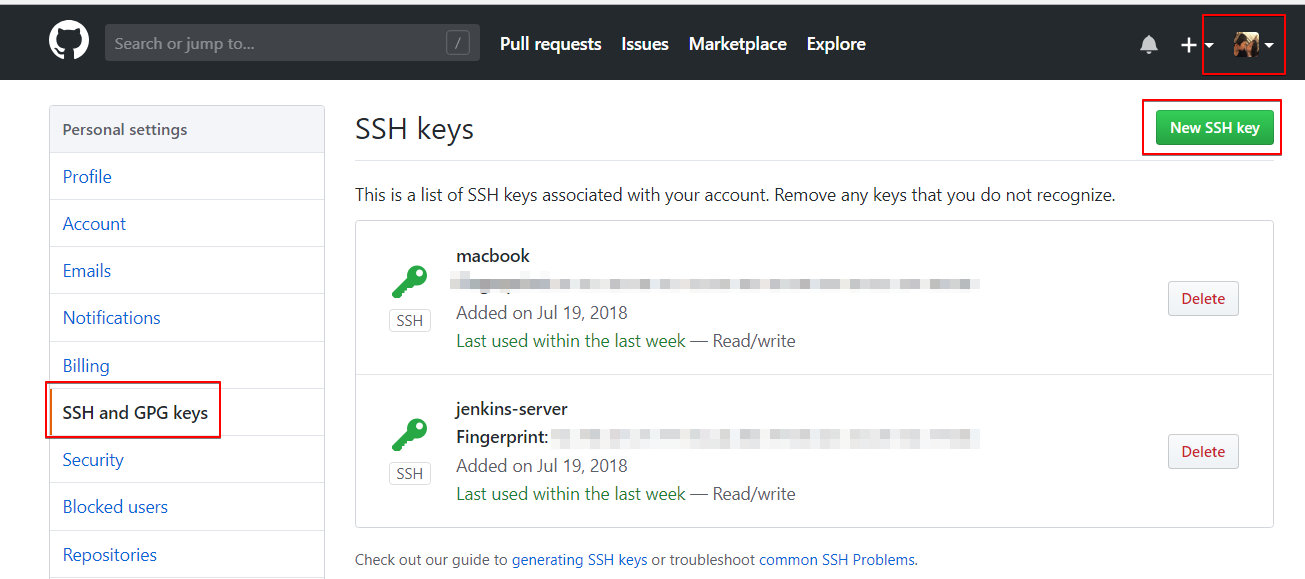 Search or jump to... / Pull requests Issues Marketplace Explore
Personal settings
Profile
Account
Emails
Notifications
Billing
SSH and GPG keys
Security
Blocked users
Repositories
SSH keys New SSH key
This is a list of SSH keys associated with your account. Remove any keys that you do not recognize.
macbook
SSH
Added on Jul 19, 2018
Last used within the last week — Read/write
Delete
jenkins-server
Fingerprint:
SSH
Added on Jul 19, 2018
Last used within the last week — Read/write
Delete
Check out our guide to generating SSH keys or troubleshoot common SSH Problems.